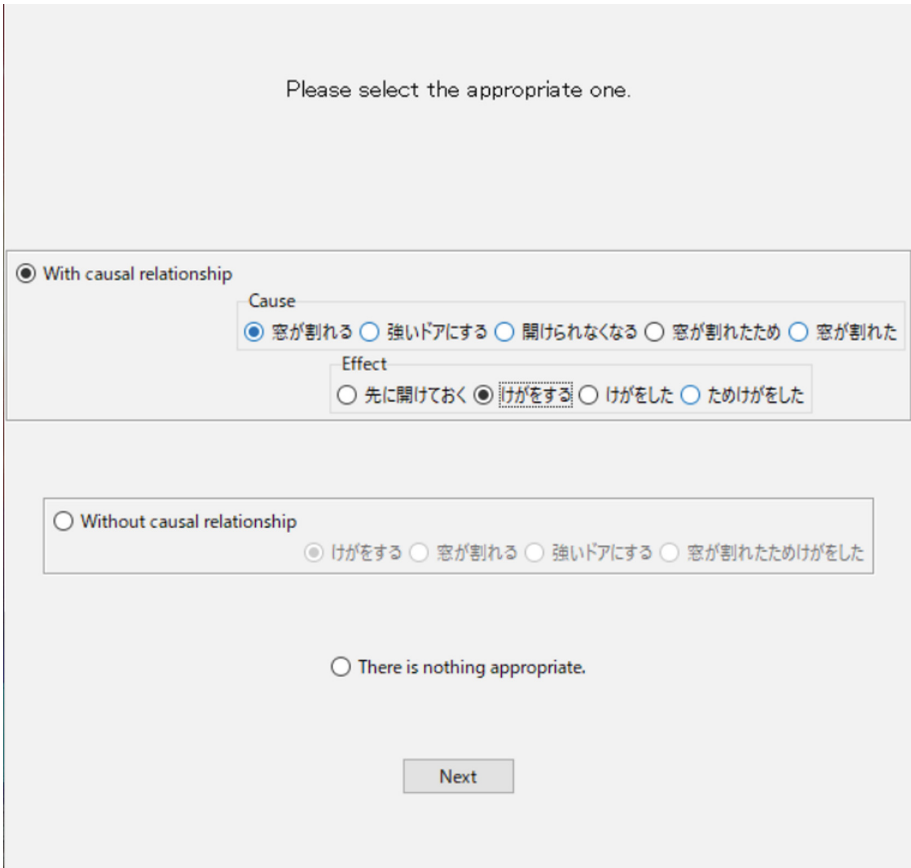 Please select the appropriate one.
With causal relationship
Cause
窓が割れる 強いドアにする 開けられなくなる 窓が割れたため 窓が割れた
Effect
先に開けておく けがをする けがをした ためけがをした
Without causal relationship
けがをする 窓が割れる 強いドアにする 窓が割れたためけがをした
There is nothing appropriate.
Next